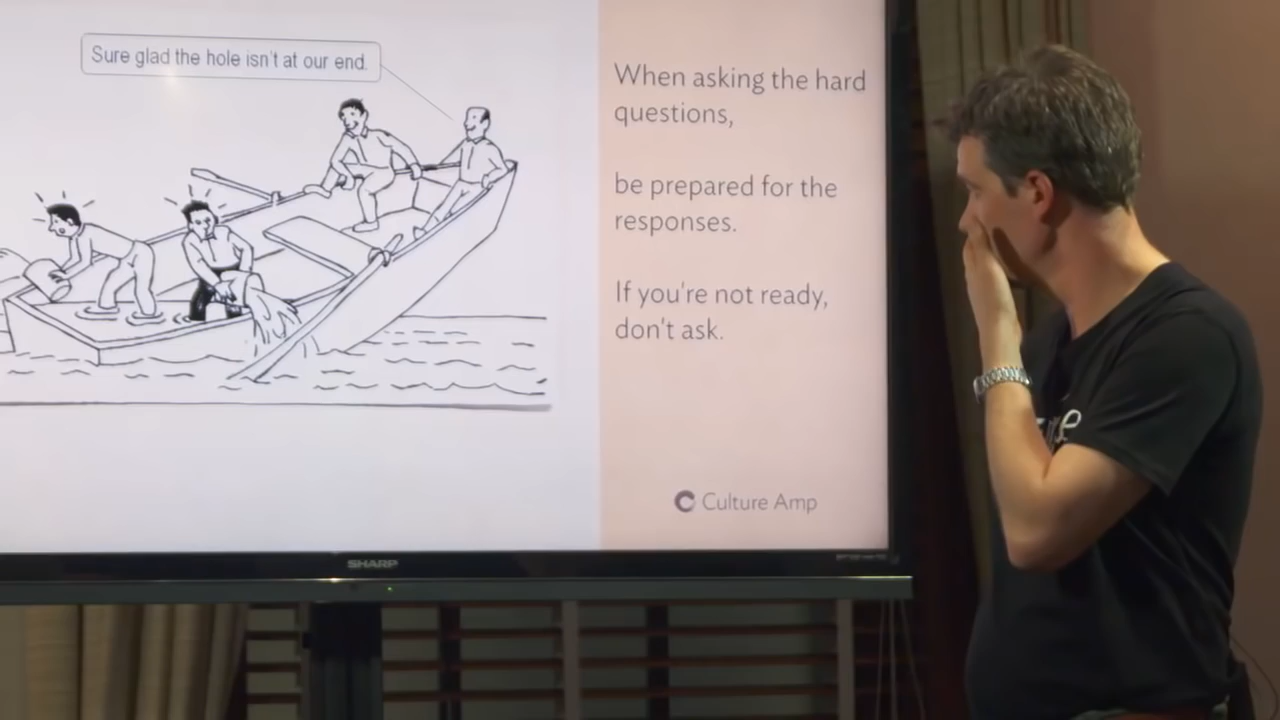 Sure glad the hole isn't at our end.
When asking the hard
questions,
be prepared for the
responses.
If you're not ready,
don't ask.
Culture Amp
SHARP